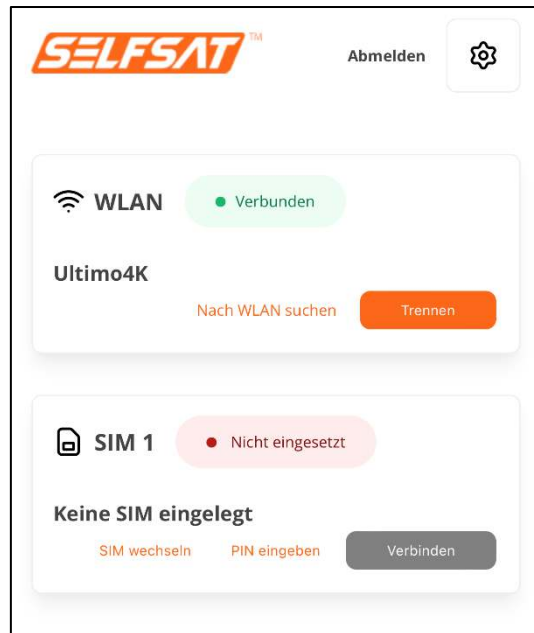 SELFSAT™
Abmelden
WLAN
Verbunden
Ultimo4K
Nach WLAN suchen
Trennen
SIM 1
Nicht eingesetzt
Keine SIM eingelegt
SIM wechseln
PIN eingeben
Verbinden